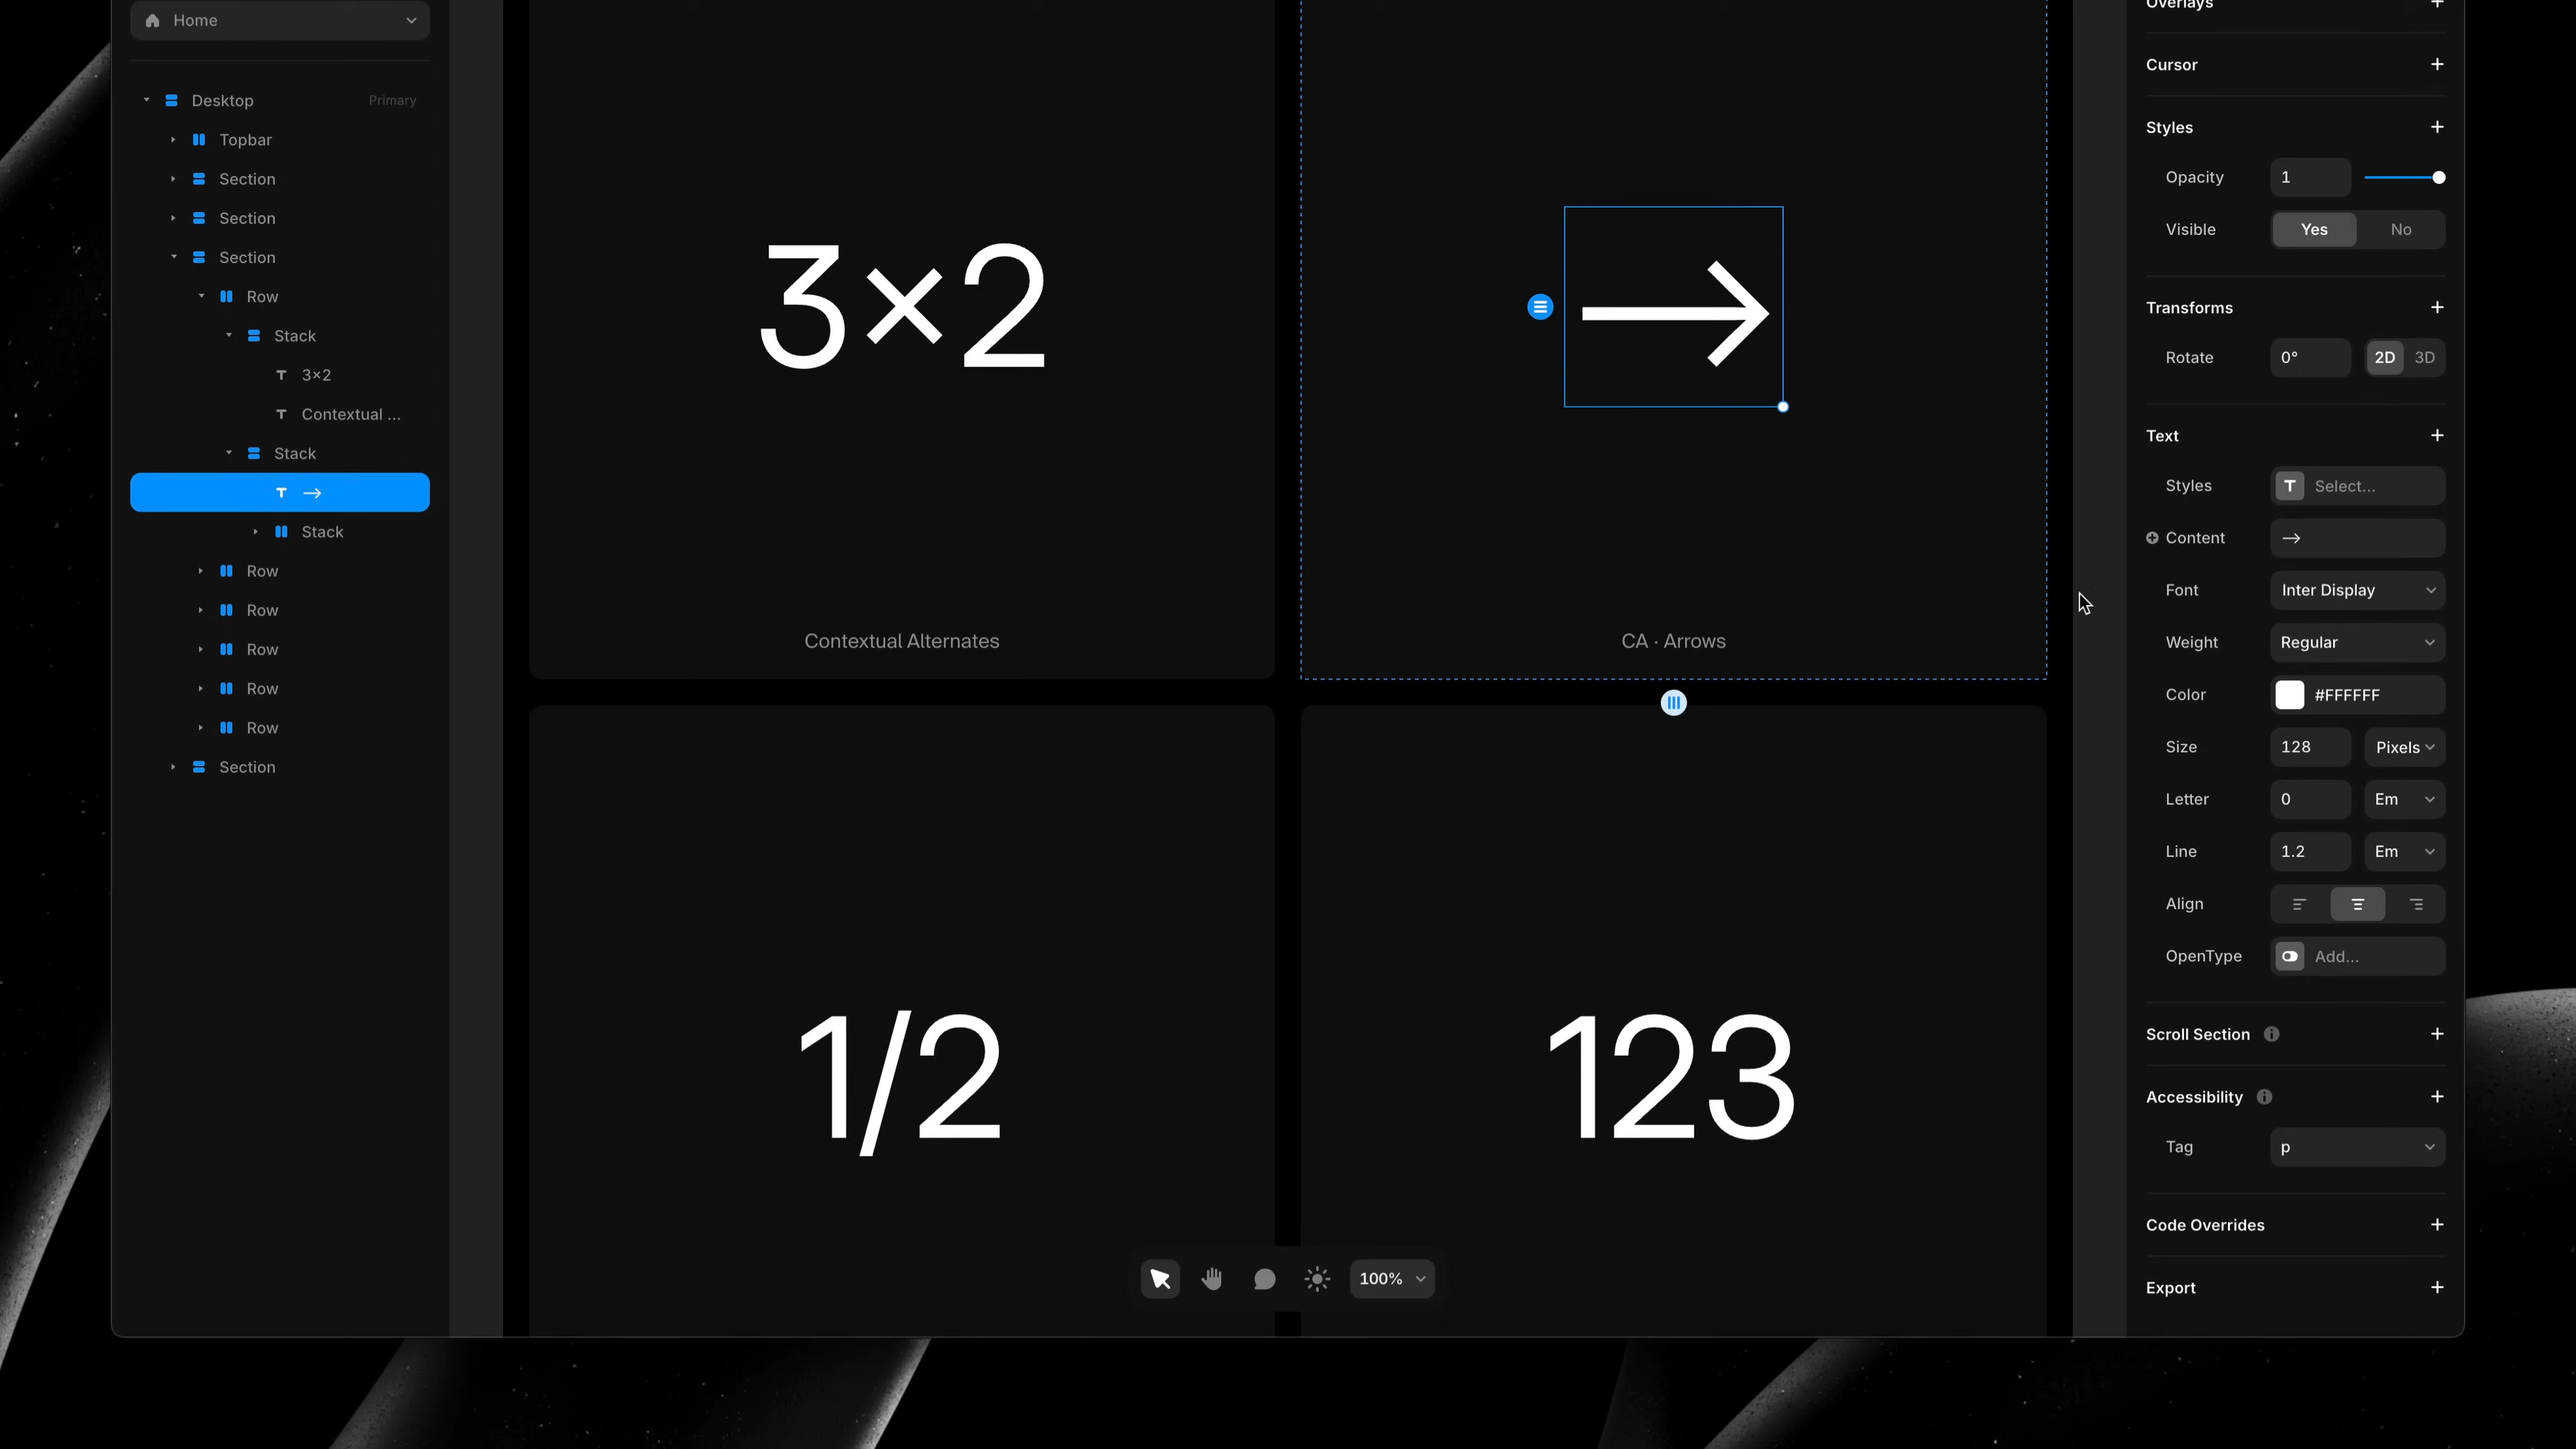 Home
Desktop Primary
Topbar
Section
Section
Section
Row
Stack
3×2
Contextual ...
Stack
→
Stack
Row
Row
Row
Row
Row
Section
3×2
Contextual Alternates
→
CA · Arrows
1/2
123
100%
Overlays
Cursor
Styles
Opacity 1
Visible Yes No
Transforms
Rotate 0° 2D 3D
Text
Styles T Select...
Content →
Font Inter Display
Weight Regular
Color #FFFFFF
Size 128 Pixels
Letter 0 Em
Line 1.2 Em
Align
OpenType Add...
Scroll Section
Accessibility
Tag p
Code Overrides
Export